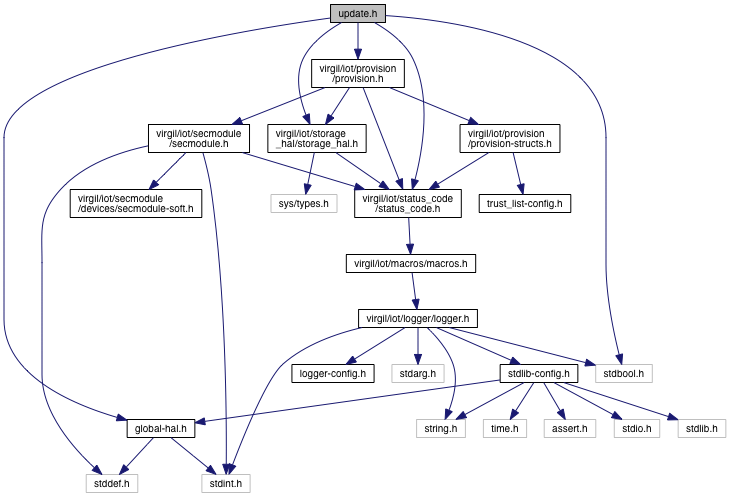 update.h
virgil/iot/provision
/provision.h
virgil/iot/secmodule
/secmodule.h
virgil/iot/storage
_hal/storage_hal.h
virgil/iot/provision
/provision-structs.h
virgil/iot/secmodule
/devices/secmodule-soft.h
sys/types.h
virgil/iot/status_code
/status_code.h
trust_list-config.h
virgil/iot/macros/macros.h
virgil/iot/logger/logger.h
logger-config.h
stdarg.h
stdlib-config.h
stdbool.h
global-hal.h
string.h
time.h
assert.h
stdio.h
stdlib.h
stddef.h
stdint.h